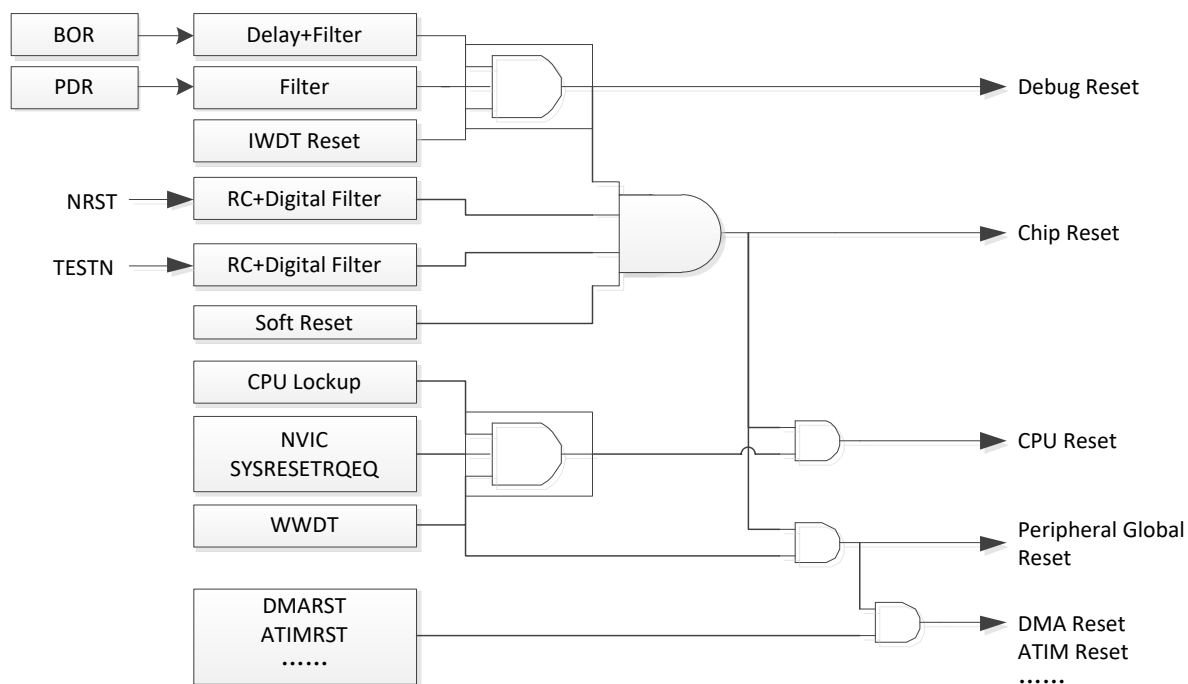 BOR
Delay+Filter
PDR
Filter
Debug Reset
IWDT Reset
NRST
RC+Digital Filter
Chip Reset
TESTN
RC+Digital Filter
Soft Reset
CPU Lockup
NVIC
SYSRESETRQEQ
CPU Reset
WWDT
Peripheral Global
Reset
DMARST
ATIMRST
......
DMA Reset
ATIM Reset
......